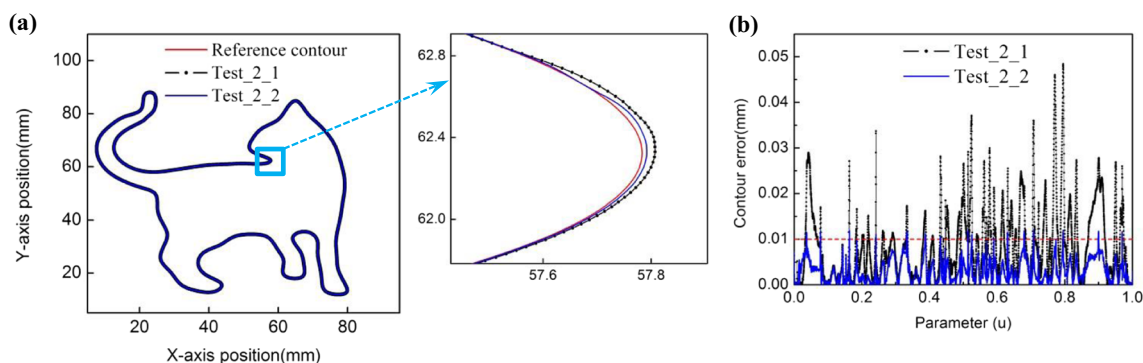 (a)
Reference contour
Test_2_1
Test_2_2
Y-axis position(mm)
100
80
60
40
20
20
40
60
80
X-axis position(mm)
62.8
62.4
62.0
57.6
57.8
(b)
Test_2_1
Test_2_2
Contour error(mm)
0.05
0.04
0.03
0.02
0.01
0.00
0.0
0.2
0.4
0.6
0.8
1.0
Parameter (u)